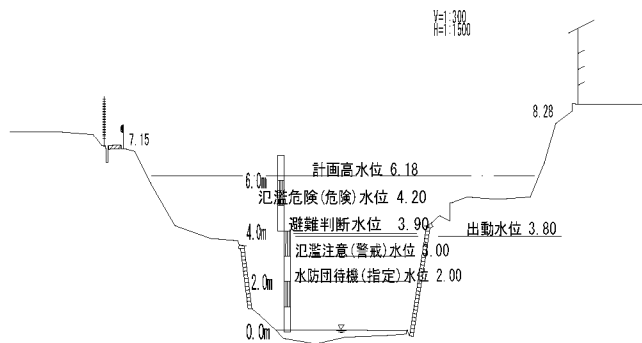 V=1:300
H=1:1500
8.28
7.15
計画高水位 6.18
6.0m
氾濫危険(危険)水位 4.20
避難判断水位 3.90
出動水位 3.80
4.0m
氾濫注意(警戒)水位 3.00
水防団待機(指定)水位 2.00
2.0m
0.0m